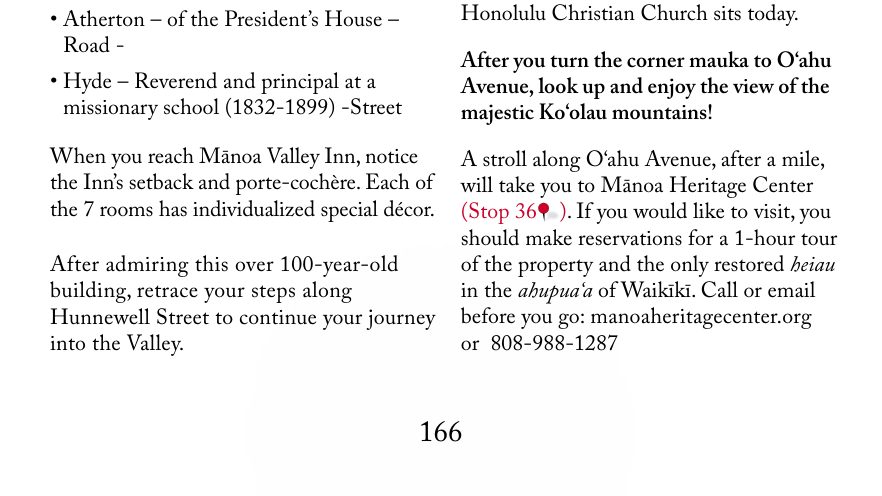 • Atherton – of the President’s House –
Road -
• Hyde – Reverend and principal at a
missionary school (1832-1899) -Street
When you reach Mānoa Valley Inn, notice
the Inn’s setback and porte-cochère. Each of
the 7 rooms has individualized special décor.
After admiring this over 100-year-old
building, retrace your steps along
Hunnewell Street to continue your journey
into the Valley.
Honolulu Christian Church sits today.
After you turn the corner mauka to O‘ahu
Avenue, look up and enjoy the view of the
majestic Ko‘olau mountains!
A stroll along O‘ahu Avenue, after a mile,
will take you to Mānoa Heritage Center
(Stop 36 ). If you would like to visit, you
should make reservations for a 1-hour tour
of the property and the only restored heiau
in the ahupua‘a of Waikīkī. Call or email
before you go: manoaheritagecenter.org
or 808-988-1287
166